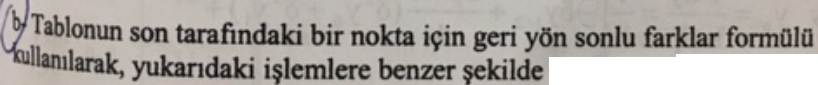 b- Tablonun son tarafındaki bir nokta için geri yön sonlu farklar formülü
kullanılarak, yukarıdaki işlemlere benzer şekilde